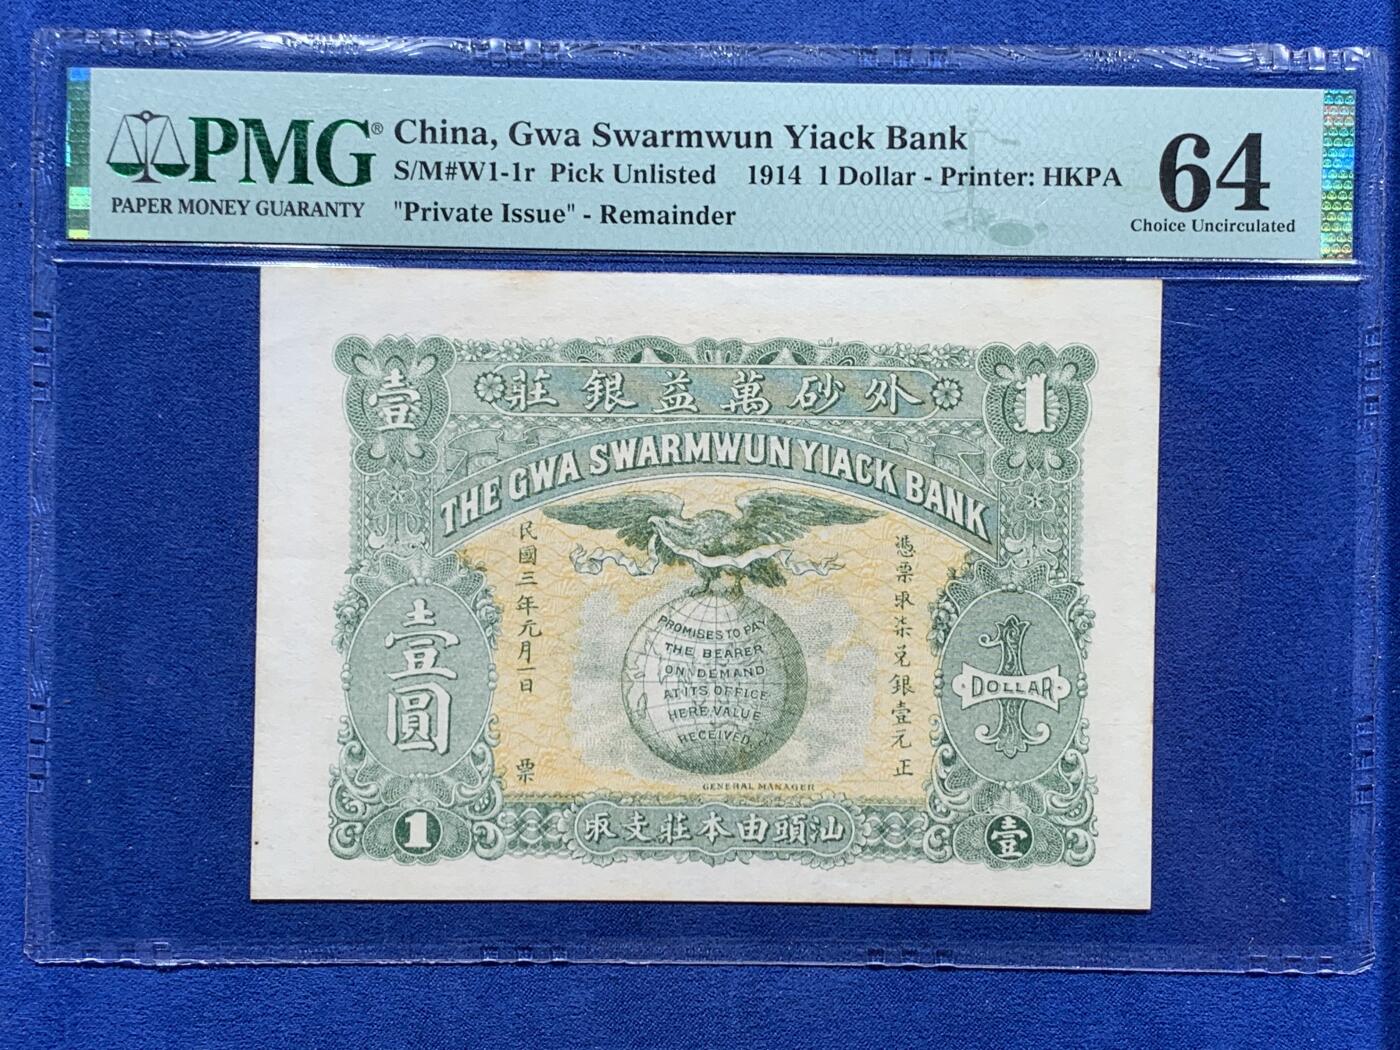 PMG® China, Gwa Swarmwun Yiack Bank
S/M#W1-1r Pick Unlisted 1914 1 Dollar - Printer: HKPA
PAPER MONEY GUARANTY
"Private Issue" - Remainder
64
Choice Uncirculated
壹
外砂萬益銀莊
1
THE GWA SWARMWUN YIACK BANK
憑票取柒兌銀壹元正
民國三年元月一日
票
PROMISES TO PAY
THE BEARER
ON DEMAND
AT ITS OFFICE
HERE, VALUE
RECEIVED.
壹圓
1
DOLLAR
GENERAL MANAGER
1
汕頭由本莊支取
壹